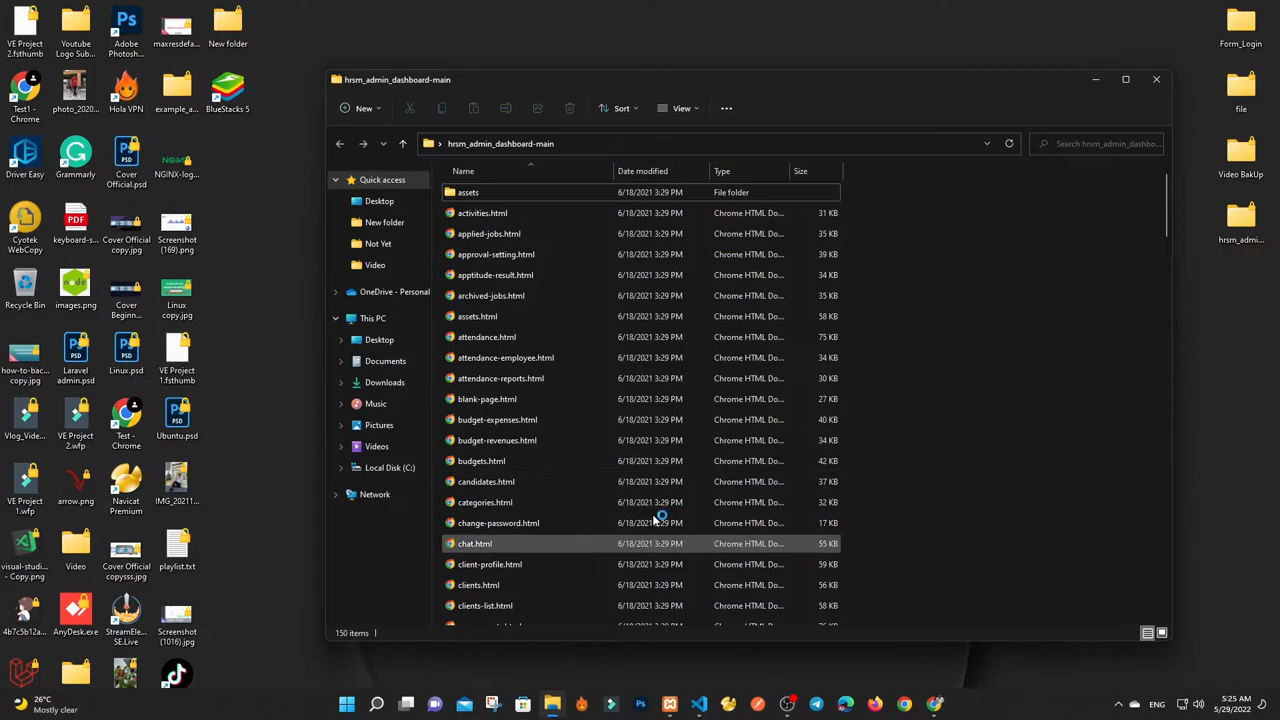 VE Project
2.fsthumb
Youtube
Logo Sub...
Adobe
Photosh...
maxresdefa...
New folder
Test1 -
Chrome
photo_2020...
Hola VPN
example_a...
BlueStacks 5
Driver Easy
Grammarly
Cover
Official.psd
NGINX-log...
Cyotek
WebCopy
keyboard-s...
Cover Official
copy.jpg
Screenshot
(169).png
Recycle Bin
images.png
Cover
Beginn...
Linux
copy.jpg
how-to-bac...
copy.jpg
Laravel
admin.psd
Linux.psd
VE Project
1.fsthumb
Vlog_Vide...
VE Project
2.wfp
Test -
Chrome
Ubuntu.psd
VE Project
1.wfp
arrow.png
Navicat
Premium
IMG_20211...
visual-studi...
- Copy.png
Video
Cover Official
copysss.jpg
playlist.txt
4b7c5b12a...
AnyDesk.exe
StreamEle...
SE.Live
Screenshot
(1016).png
hrsm_admin_dashboard-main
New
Sort
View
hrsm_admin_dashboard-main
Search hrsm_admin_dashbo...
Quick access
Desktop
New folder
Not Yet
Video
OneDrive - Personal
This PC
Desktop
Documents
Downloads
Music
Pictures
Videos
Local Disk (C:)
Network
Name Date modified Type Size
assets 6/18/2021 3:29 PM File folder
activities.html 6/18/2021 3:29 PM Chrome HTML Do... 31 KB
applied-jobs.html 6/18/2021 3:29 PM Chrome HTML Do... 35 KB
approval-setting.html 6/18/2021 3:29 PM Chrome HTML Do... 39 KB
apptitude-result.html 6/18/2021 3:29 PM Chrome HTML Do... 34 KB
archived-jobs.html 6/18/2021 3:29 PM Chrome HTML Do... 35 KB
assets.html 6/18/2021 3:29 PM Chrome HTML Do... 58 KB
attendance.html 6/18/2021 3:29 PM Chrome HTML Do... 75 KB
attendance-employee.html 6/18/2021 3:29 PM Chrome HTML Do... 34 KB
attendance-reports.html 6/18/2021 3:29 PM Chrome HTML Do... 30 KB
blank-page.html 6/18/2021 3:29 PM Chrome HTML Do... 27 KB
budget-expenses.html 6/18/2021 3:29 PM Chrome HTML Do... 40 KB
budget-revenues.html 6/18/2021 3:29 PM Chrome HTML Do... 34 KB
budgets.html 6/18/2021 3:29 PM Chrome HTML Do... 42 KB
candidates.html 6/18/2021 3:29 PM Chrome HTML Do... 37 KB
categories.html 6/18/2021 3:29 PM Chrome HTML Do... 32 KB
change-password.html 6/18/2021 3:29 PM Chrome HTML Do... 17 KB
chat.html 6/18/2021 3:29 PM Chrome HTML Do... 55 KB
client-profile.html 6/18/2021 3:29 PM Chrome HTML Do... 59 KB
clients.html 6/18/2021 3:29 PM Chrome HTML Do... 56 KB
clients-list.html 6/18/2021 3:29 PM Chrome HTML Do... 58 KB
150 items
Form_Login
file
Video BakUp
hrsm_admi...
26°C
Mostly clear
ENG
5:25 AM
5/29/2022